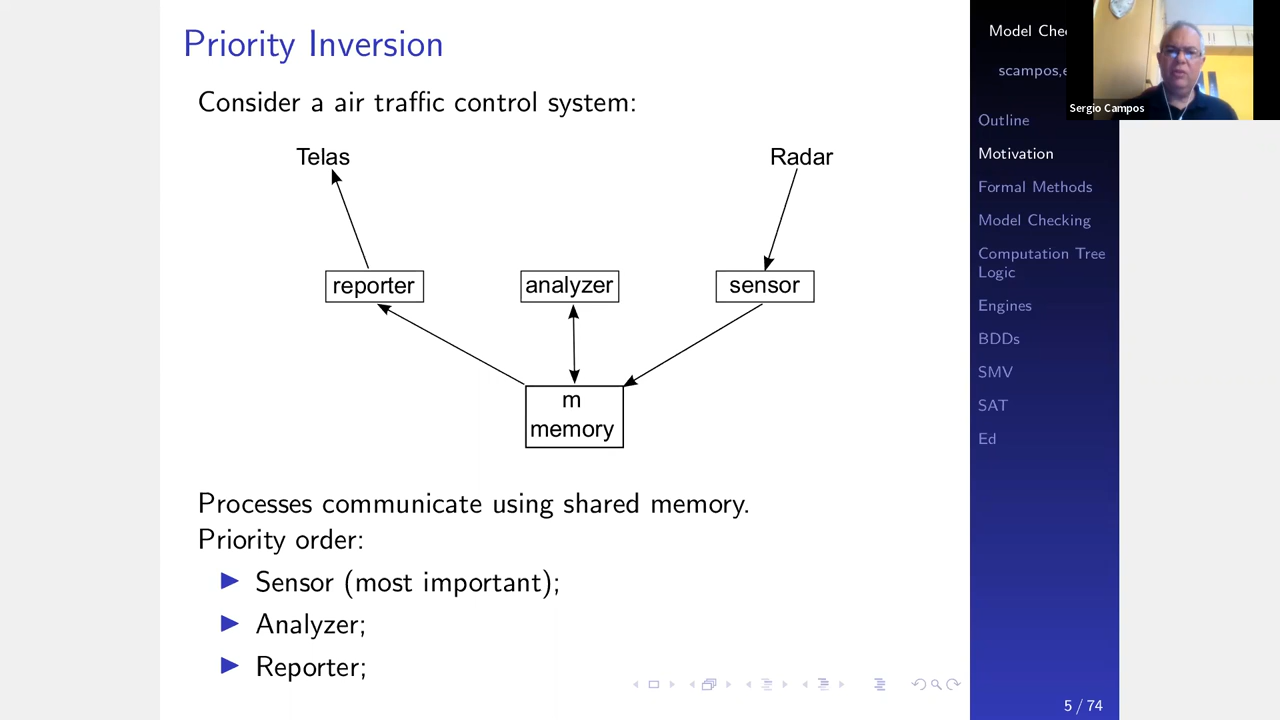 Priority Inversion
Consider a air traffic control system:
Telas
Radar
reporter
analyzer
sensor
m
memory
Processes communicate using shared memory.
Priority order:
Sensor (most important);
Analyzer;
Reporter;
Model
Sergio Campos
Outline
Motivation
Formal Methods
Model Checking
Computation Tree
Logic
Engines
BDDs
SMV
SAT
Ed
5 / 74